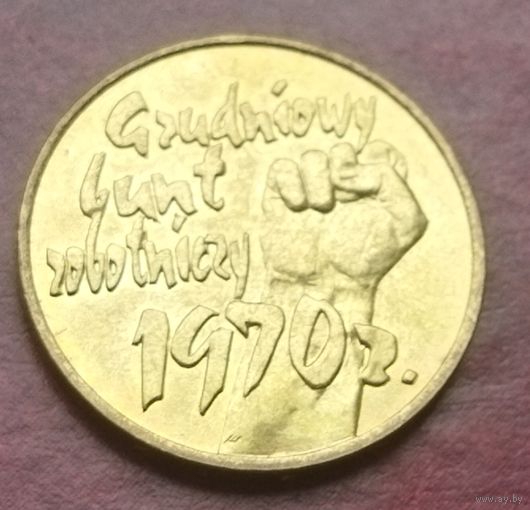 Grudniowy
bunt
robotniczy
1970 r.
www.ay.by